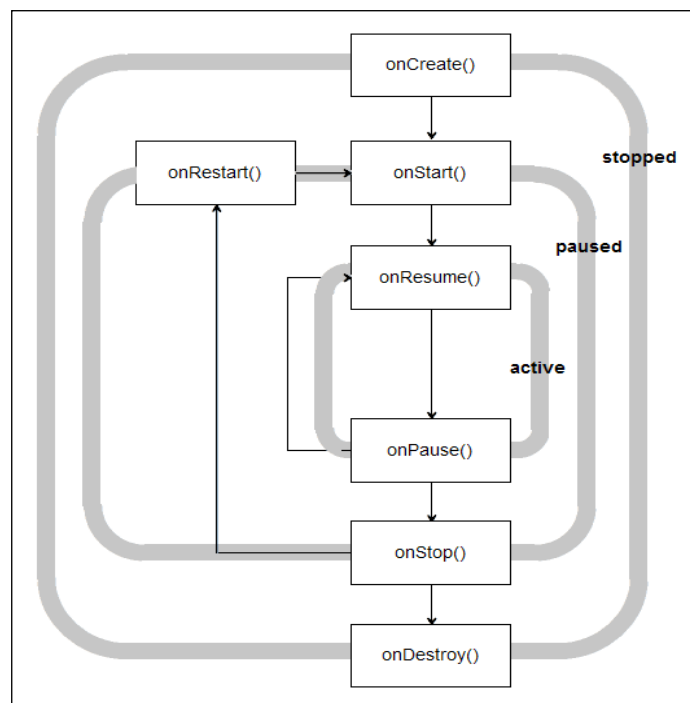 onCreate()
stopped
onRestart()
onStart()
paused
onResume()
active
onPause()
onStop()
onDestroy()